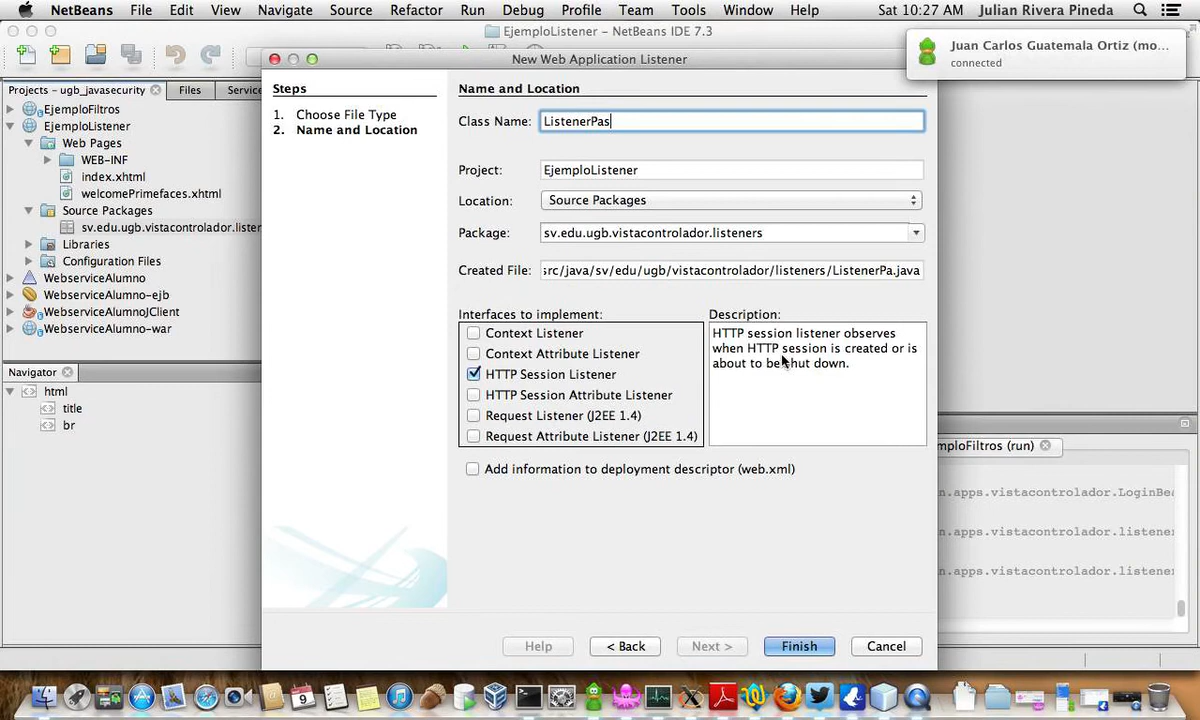 NetBeans File Edit View Navigate Source Refactor Run Debug Profile Team Tools Window Help Sat 10:27 AM Julian Rivera Pineda
EjemploListener - NetBeans IDE 7.3
Juan Carlos Guatemala Ortiz (mo...
connected
New Web Application Listener
Projects - ugb_javasecurity
Files
Service
EjemploFiltros
EjemploListener
Web Pages
WEB-INF
index.xhtml
welcomePrimefaces.xhtml
Source Packages
sv.edu.ugb.vistacontrolador.listener
Libraries
Configuration Files
WebserviceAlumno
WebserviceAlumno-ejb
WebserviceAlumnoJClient
WebserviceAlumno-war
Navigator
html
title
br
Steps
1. Choose File Type
2. Name and Location
Name and Location
Class Name: ListenerPas
Project: EjemploListener
Location: Source Packages
Package: sv.edu.ugb.vistacontrolador.listeners
Created File: src/java/sv/edu/ugb/vistacontrolador/listeners/ListenerPa.java
Interfaces to implement:
Context Listener
Context Attribute Listener
HTTP Session Listener
HTTP Session Attribute Listener
Request Listener (J2EE 1.4)
Request Attribute Listener (J2EE 1.4)
Description:
HTTP session listener observes
when HTTP session is created or is
about to be shut down.
Add information to deployment descriptor (web.xml)
Help
< Back
Next >
Finish
Cancel
mploFiltros (run)
n.apps.vistacontrolador.LoginBea
n.apps.vistacontrolador.listener
n.apps.vistacontrolador.listener
9